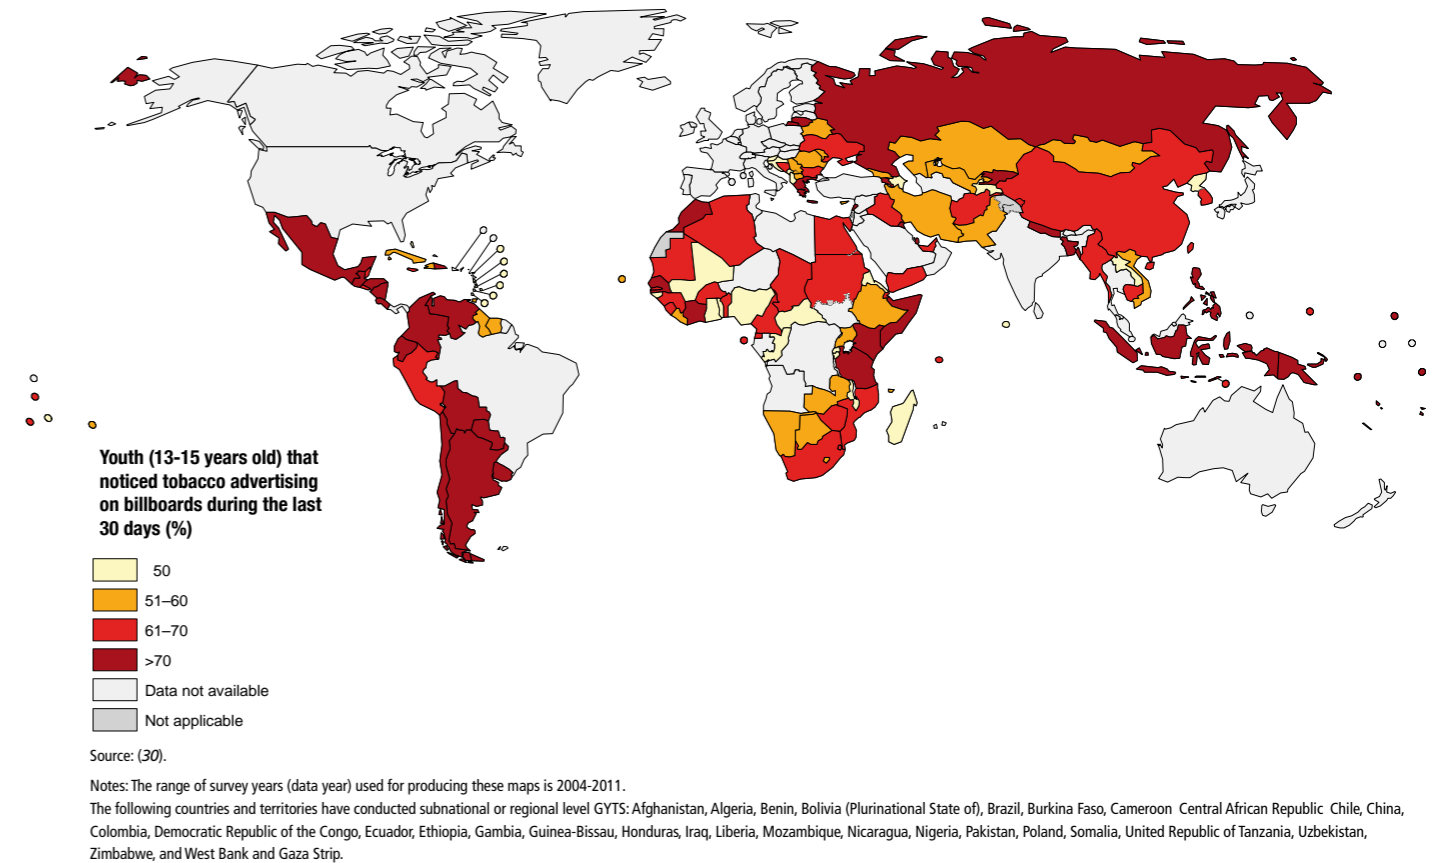 Youth (13-15 years old) that
noticed tobacco advertising
on billboards during the last
30 days (%)
50
51–60
61–70
>70
Data not available
Not applicable
Source: (30).
Notes: The range of survey years (data year) used for producing these maps is 2004-2011.
The following countries and territories have conducted subnational or regional level GYTS: Afghanistan, Algeria, Benin, Bolivia (Plurinational State of), Brazil, Burkina Faso, Cameroon  Central African Republic  Chile, China,
Colombia, Democratic Republic of the Congo, Ecuador, Ethiopia, Gambia, Guinea-Bissau, Honduras, Iraq, Liberia, Mozambique, Nicaragua, Nigeria, Pakistan, Poland, Somalia, United Republic of Tanzania, Uzbekistan,
Zimbabwe, and West Bank and Gaza Strip.